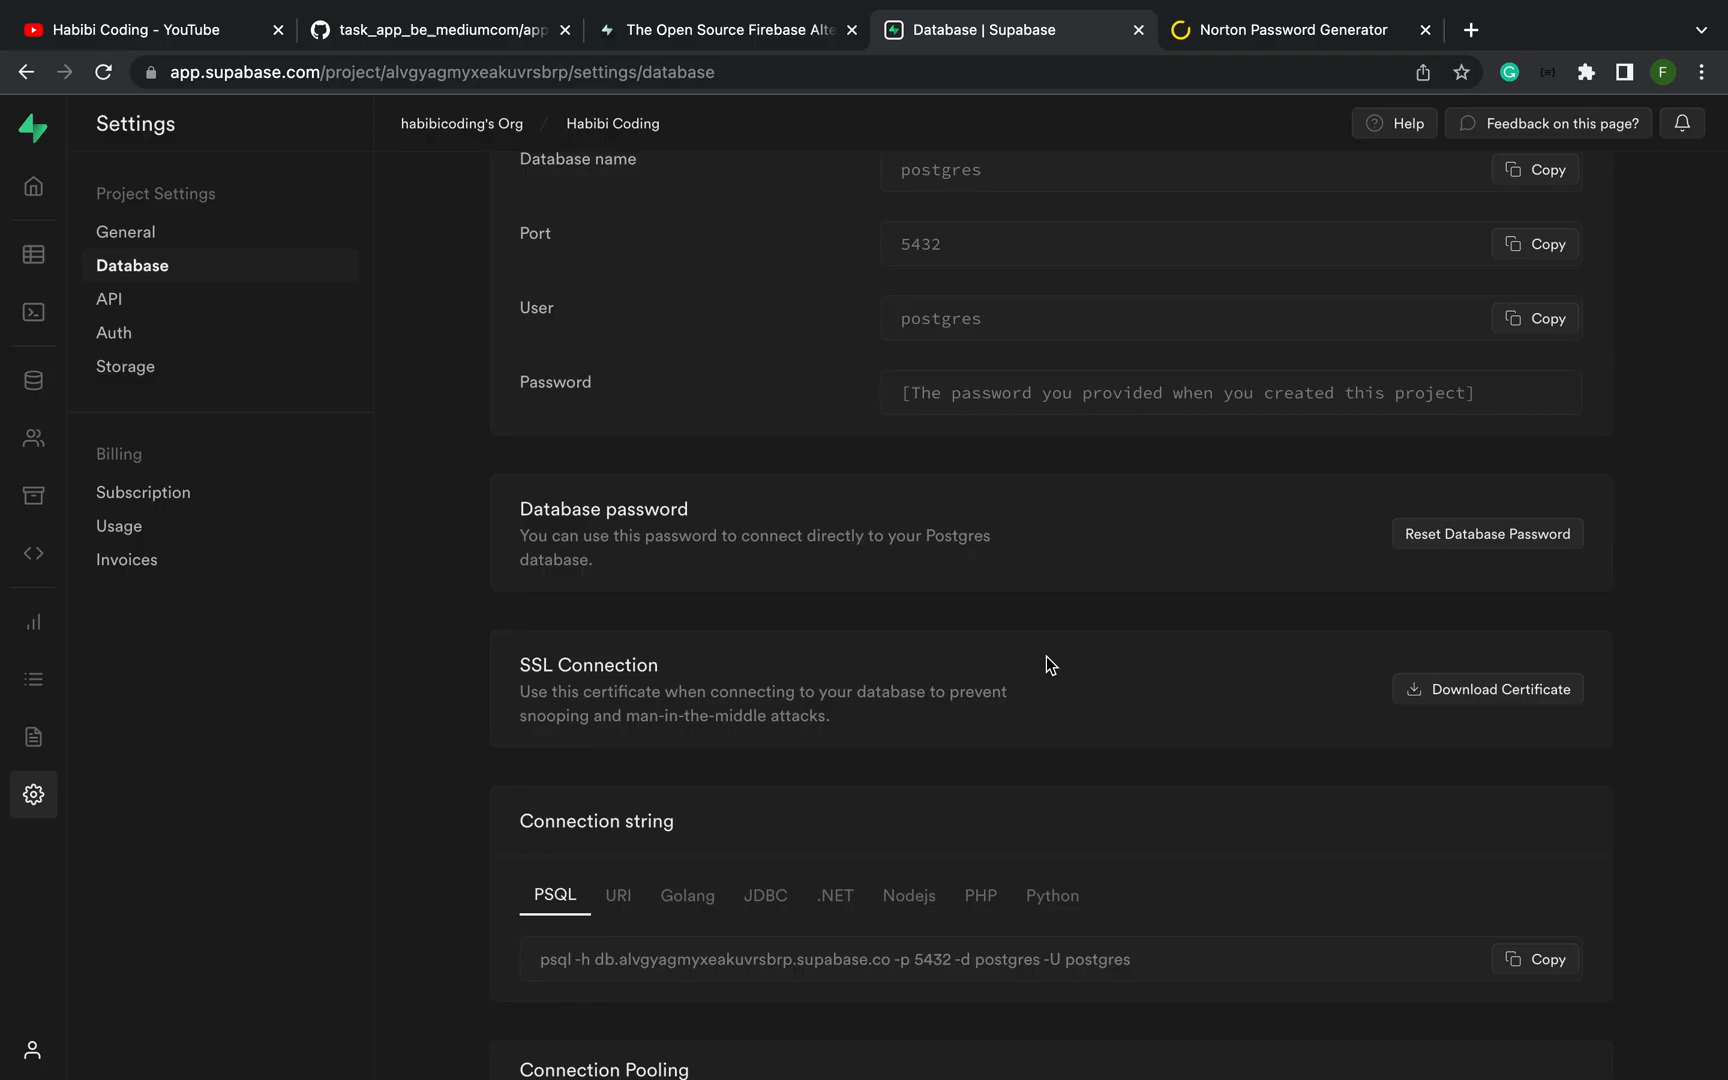 Habibi Coding - YouTube
task_app_be_mediumcom/app
The Open Source Firebase Alte
Database | Supabase
Norton Password Generator
app.supabase.com/project/alvgyagmyxeakuvrsbrp/settings/database
G
F
Settings
habibicoding's Org / Habibi Coding
Help
Feedback on this page?
Project Settings
General
Database
API
Auth
Storage
Billing
Subscription
Usage
Invoices
Database name
postgres
Copy
Port
5432
Copy
User
postgres
Copy
Password
[The password you provided when you created this project]
Database password
You can use this password to connect directly to your Postgres
database.
Reset Database Password
SSL Connection
Use this certificate when connecting to your database to prevent
snooping and man-in-the-middle attacks.
Download Certificate
Connection string
PSQL URI Golang JDBC .NET Nodejs PHP Python
psql -h db.alvgyagmyxeakuvrsbrp.supabase.co -p 5432 -d postgres -U postgres
Copy
Connection Pooling